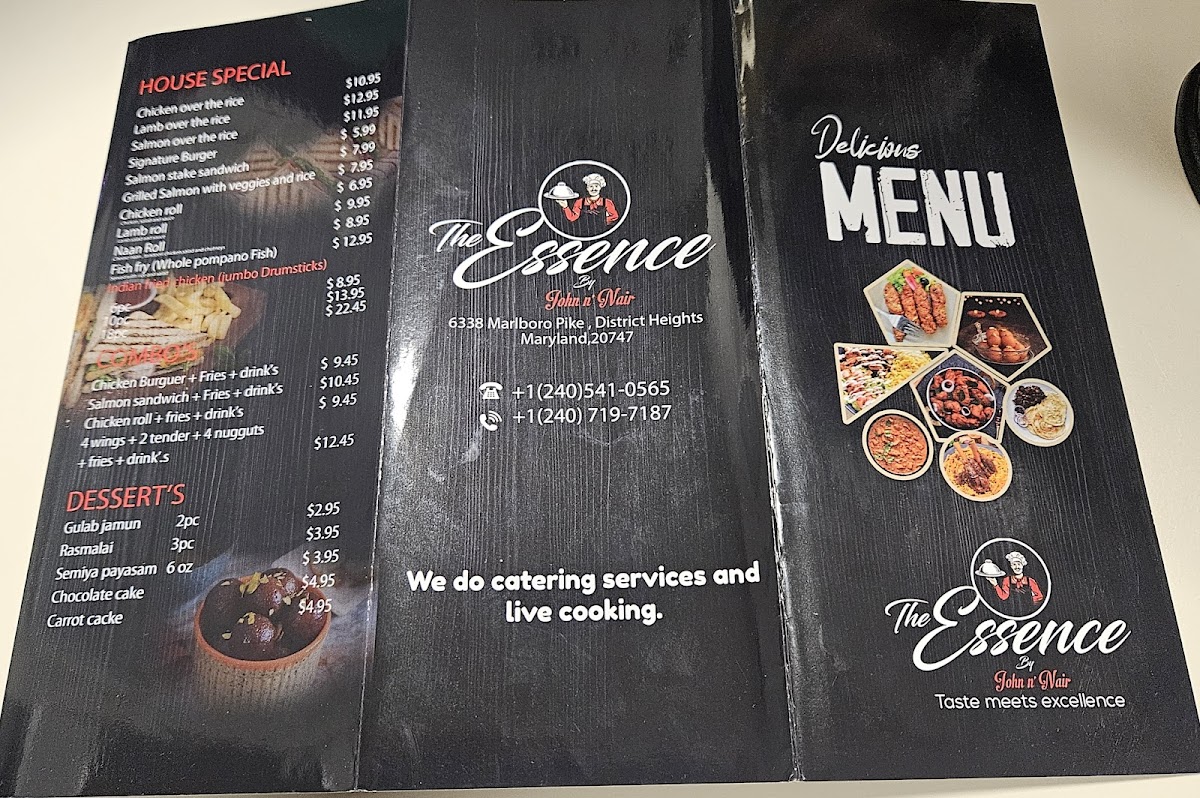 HOUSE SPECIAL
Chicken over the rice $10.95
Lamb over the rice $12.95
Salmon over the rice $11.95
Signature Burger $ 5.99
Salmon stake sandwich $ 7.99
Grilled Salmon with veggies and rice $ 7.95
Chicken roll $ 6.95
Lamb roll $ 9.95
Naan Roll $ 8.95
Fish fry (Whole pompano Fish) $ 12.95
Indian fried chicken (jumbo Drumsticks)
6pc $ 8.95
10pc $13.95
18pc $ 22.45
COMBO'S
Chicken Burguer + Fries + drink's $ 9.45
Salmon sandwich + Fries + drink's $10.45
Chicken roll + fries + drink's $ 9.45
4 wings + 2 tender + 4 nugguts
+ fries + drink'.s $12.45
DESSERT'S
Gulab jamun 2pc $2.95
Rasmalai 3pc $3.95
Semiya payasam 6 oz $ 3.95
Chocolate cake $4.95
Carrot cacke $4.95
The Essence
By
John n' Nair
6338 Marlboro Pike , District Heights
Maryland,20747
+1(240)541-0565
+1(240) 719-7187
We do catering services and
live cooking.
Delicious
MENU
The Essence
By
John n' Nair
Taste meets excellence